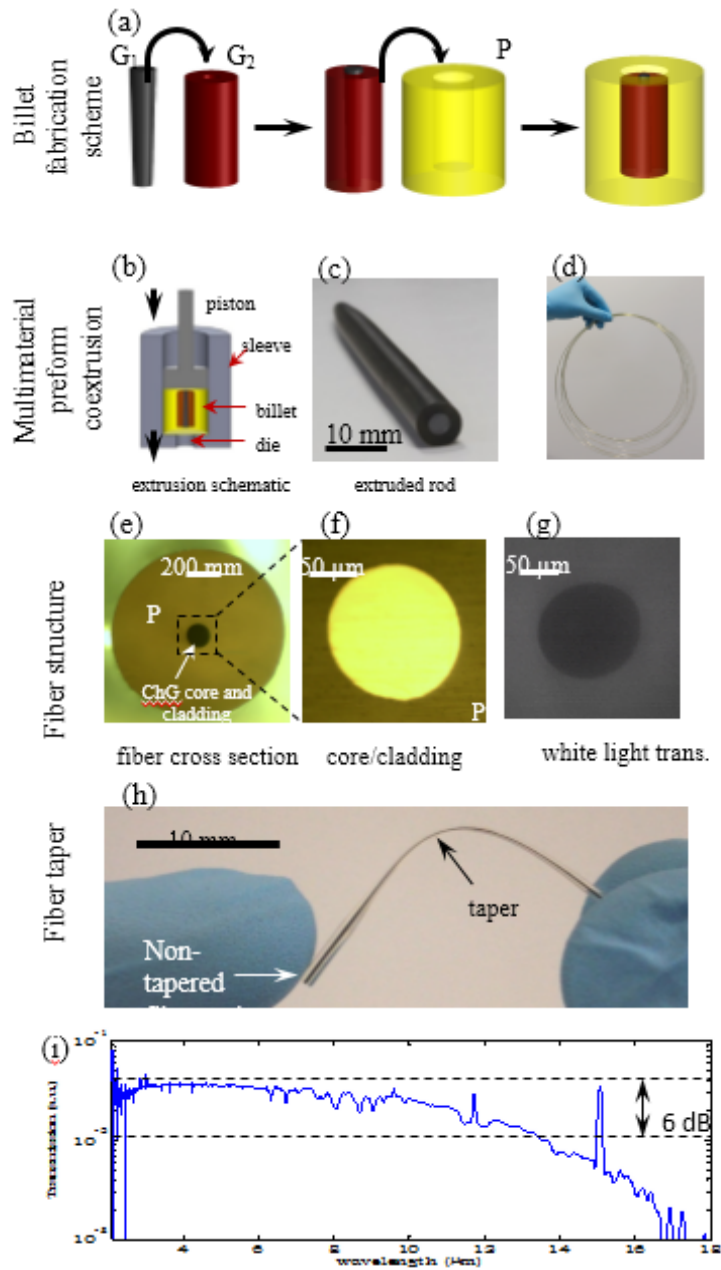 (a)
G₁
G₂
P
Billet
fabrication
scheme
(b)
(c)
(d)
piston
sleeve
billet
die
10 mm
Multimaterial
preform
coextrusion
extrusion schematic
extruded rod
(e)
(f)
(g)
200 mm
50 µm
50 µm
P
ChG core and
cladding
P
Fiber structure
fiber cross section
core/cladding
white light trans.
(h)
10 mm
taper
Non-
tapered
Fiber taper
(i)
10⁻¹
10⁻²
10⁻²
6 dB
4
6
8
10
12
14
16
18
wavelength (µm)